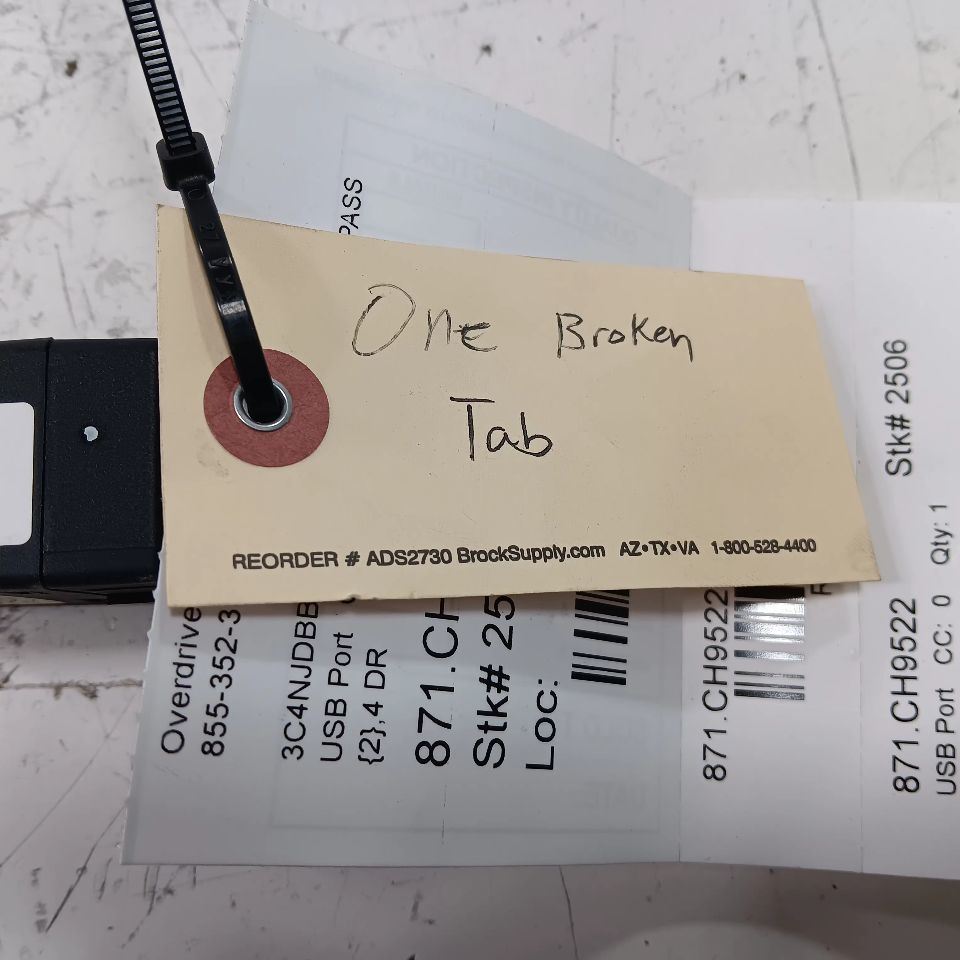 One Broken
Tab
REORDER # ADS2730 BrockSupply.com AZ•TX•VA 1-800-528-4400
PASS
Overdrive
855-352-3
3C4NJDBB
USB Port
{2},4 DR
871.CH
Stk# 25
Loc:
871.CH9522
Stk# 2506
871.CH9522
USB Port CC: 0 Qty: 1